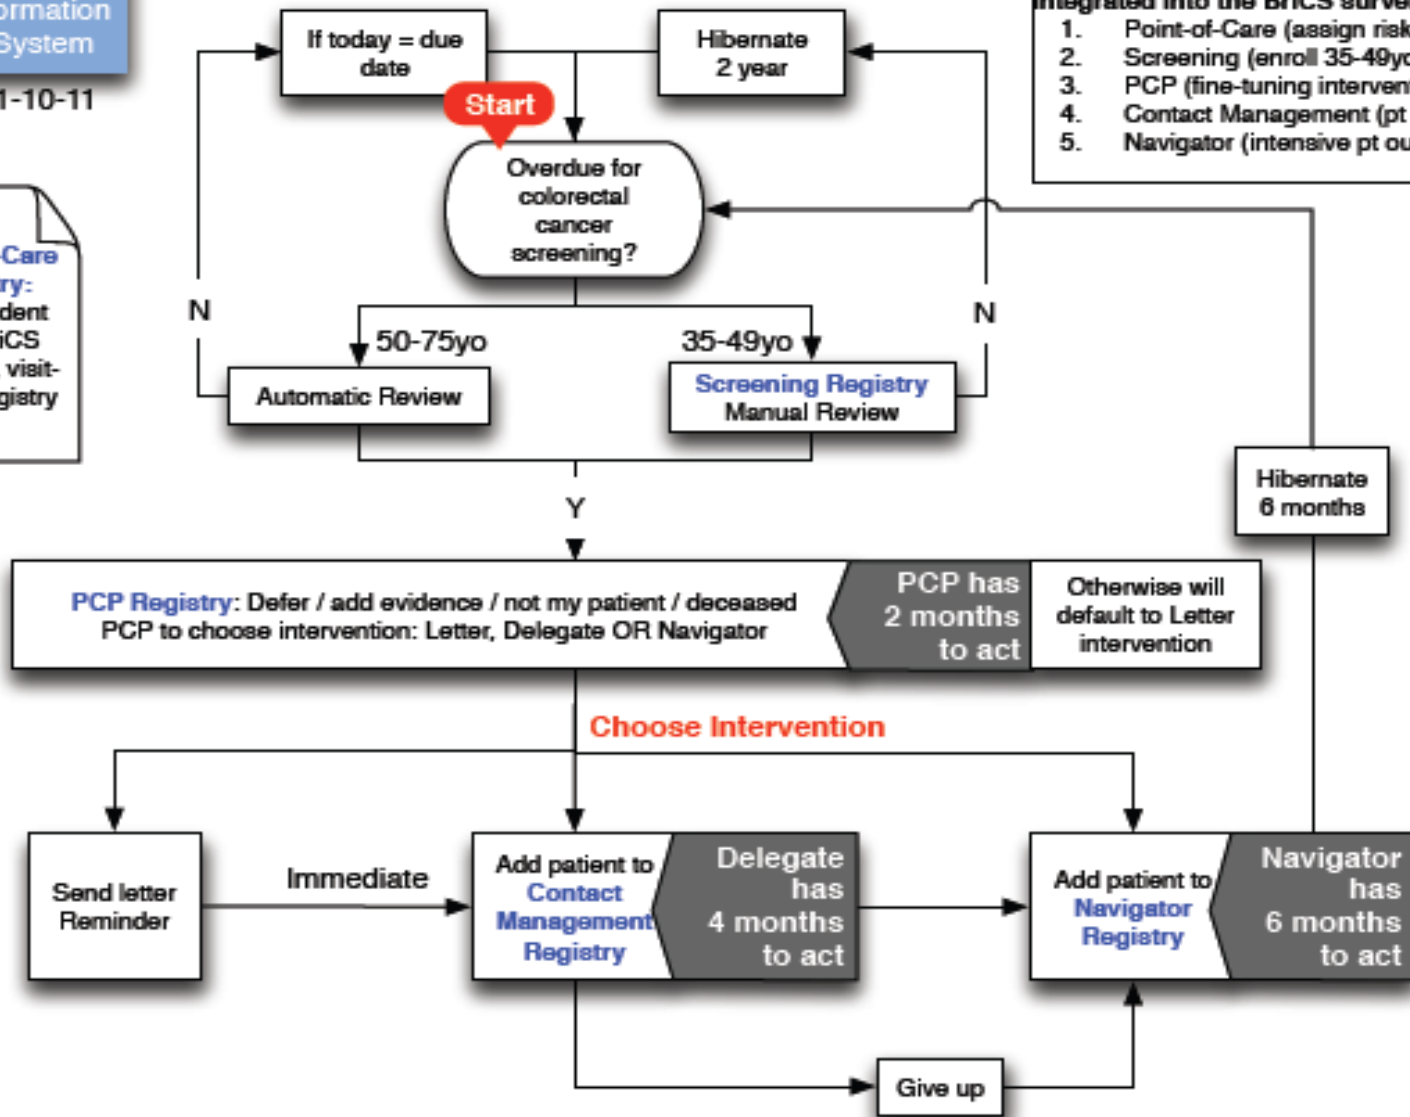 ormation
System
1-10-11
If today = due
date
Hibernate
2 year
Integrated into the BriCS surve
1. Point-of-Care (assign risk
2. Screening (enroll 35-49yo
3. PCP (fine-tuning intervent
4. Contact Management (pt
5. Navigator (intensive pt ou
Start
Overdue for
colorectal
cancer
screening?
-Care
ry:
dent
iCS
visit-
gistry
N
N
50-75yo
35-49yo
Automatic Review
Screening Registry
Manual Review
Hibernate
6 months
Y
PCP Registry: Defer / add evidence / not my patient / deceased
PCP to choose intervention: Letter, Delegate OR Navigator
PCP has
2 months
to act
Otherwise will
default to Letter
intervention
Choose Intervention
Send letter
Reminder
Immediate
Add patient to
Contact
Management
Registry
Delegate
has
4 months
to act
Add patient to
Navigator
Registry
Navigator
has
6 months
to act
Give up